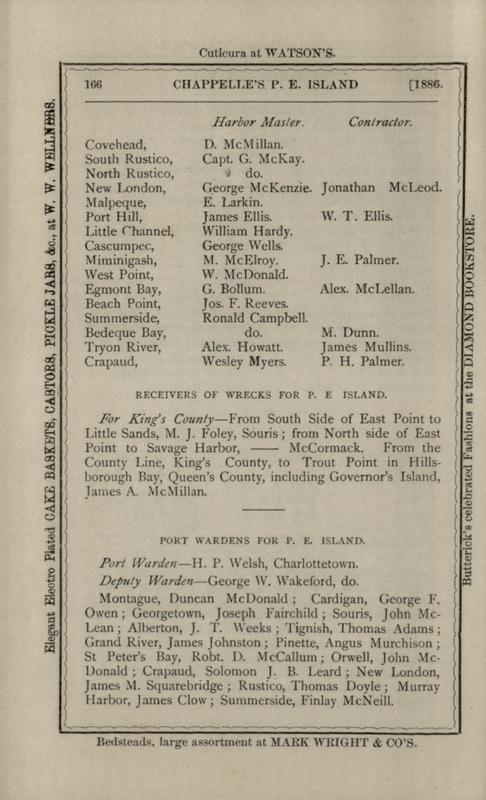 Cuticura at WATSON'S.
166 CHAPPELLE'S P. E. ISLAND [1886.
Harbor Master. Contractor.
Covehead, D. McMillan.
South Rustico, Capt. G. McKay.
North Rustico, do.
New London, George McKenzie. Jonathan McLeod.
Malpeque, E. Larkin.
Port Hill, James Ellis. W. T. Ellis.
Little Channel, William Hardy.
Cascumpec, George Wells.
Miminigash, M. McElroy. J. E. Palmer.
West Point, W. McDonald.
Egmont Bay, G. Bollum. Alex. McLellan.
Beach Point, Jos. F. Reeves.
Summerside, Ronald Campbell.
Bedeque Bay, do. M. Dunn.
Tryon River, Alex. Howatt. James Mullins.
Crapaud, Wesley Myers. P. H. Palmer.
RECEIVERS OF WRECKS FOR P. E ISLAND.
For King's County—From South Side of East Point to
Little Sands, M. J. Foley, Souris; from North side of East
Point to Savage Harbor, —— McCormack. From the
County Line, King's County, to Trout Point in Hills-
borough Bay, Queen's County, including Governor's Island,
James A. McMillan.
PORT WARDENS FOR P. E. ISLAND.
Port Warden—H. P. Welsh, Charlottetown.
Deputy Warden—George W. Wakeford, do.
Montague, Duncan McDonald; Cardigan, George F.
Owen; Georgetown, Joseph Fairchild; Souris, John Mc-
Lean; Alberton, J. T. Weeks; Tignish, Thomas Adams;
Grand River, James Johnston; Pinette, Angus Murchison;
St Peter's Bay, Robt. D. McCallum; Orwell, John Mc-
Donald; Crapaud, Solomon J. B. Leard; New London,
James M. Squarebridge; Rustico, Thomas Doyle; Murray
Harbor, James Clow; Summerside, Finlay McNeill.
Bedsteads, large assortment at MARK WRIGHT & CO'S.
Elegant Electro Plated CAKE BASKETS, CASTORS, PICKLE JARS, &c., at W. W. WELLNERS.
Butterick's celebrated Fashions at the DIAMOND BOOKSTORE.